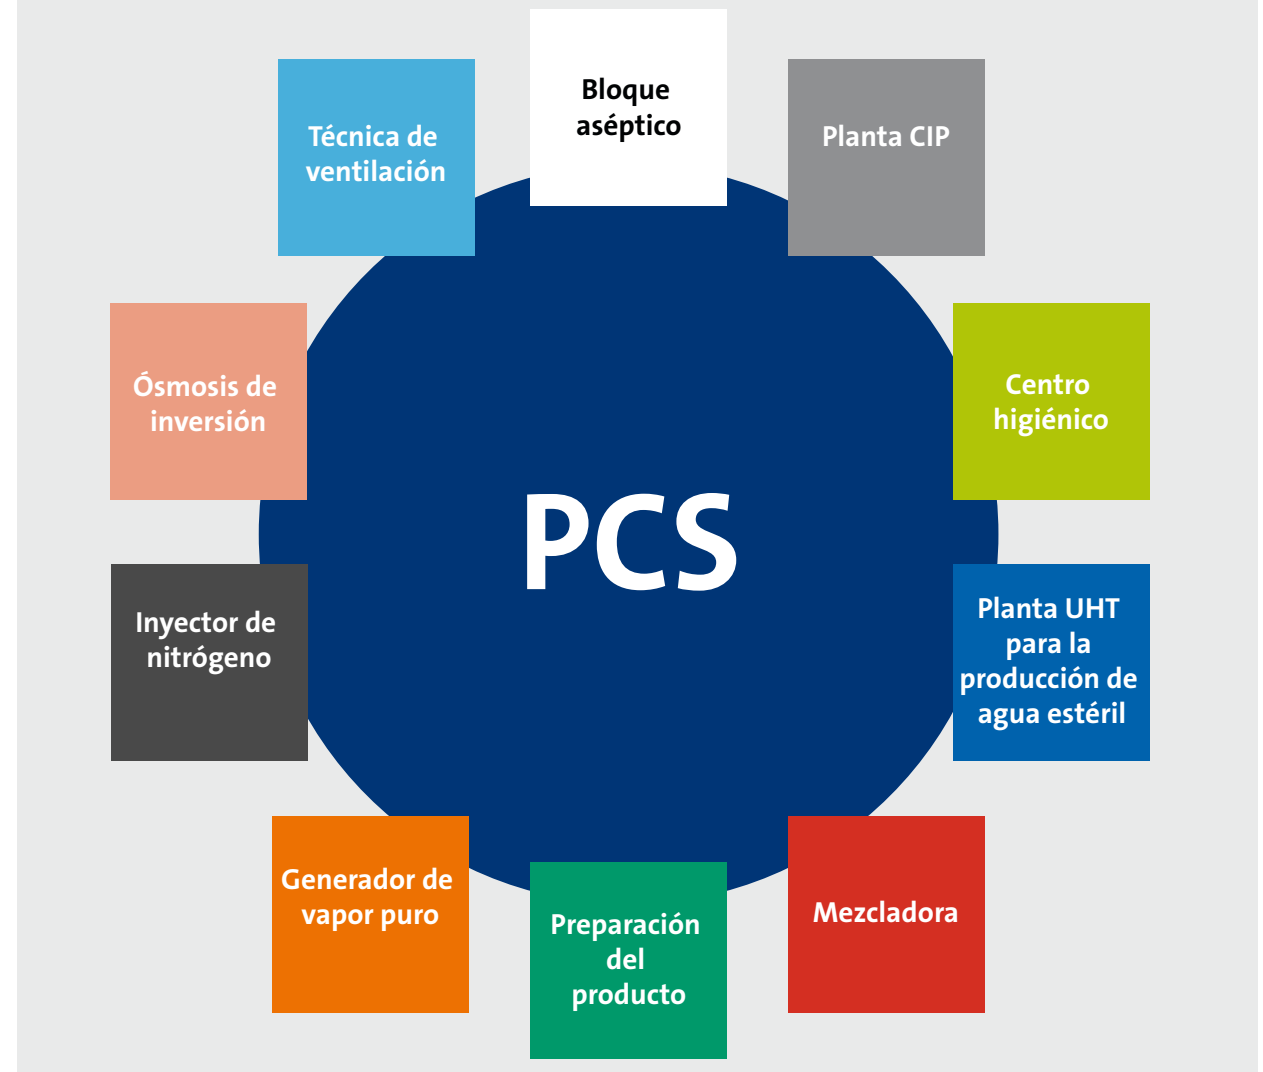 Bloque
aséptico
Técnica de
ventilación
Planta CIP
Ósmosis de
inversión
Centro
higiénico
PCS
Inyector de
nitrógeno
Planta UHT
para la
producción de
agua estéril
Generador de
vapor puro
Mezcladora
Preparación
del
producto